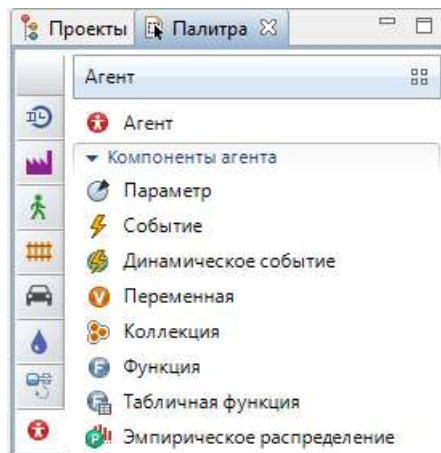 Проекты Палитра
Агент
Агент
Компоненты агента
Параметр
Событие
Динамическое событие
Переменная
Коллекция
Функция
Табличная функция
Эмпирическое распределение